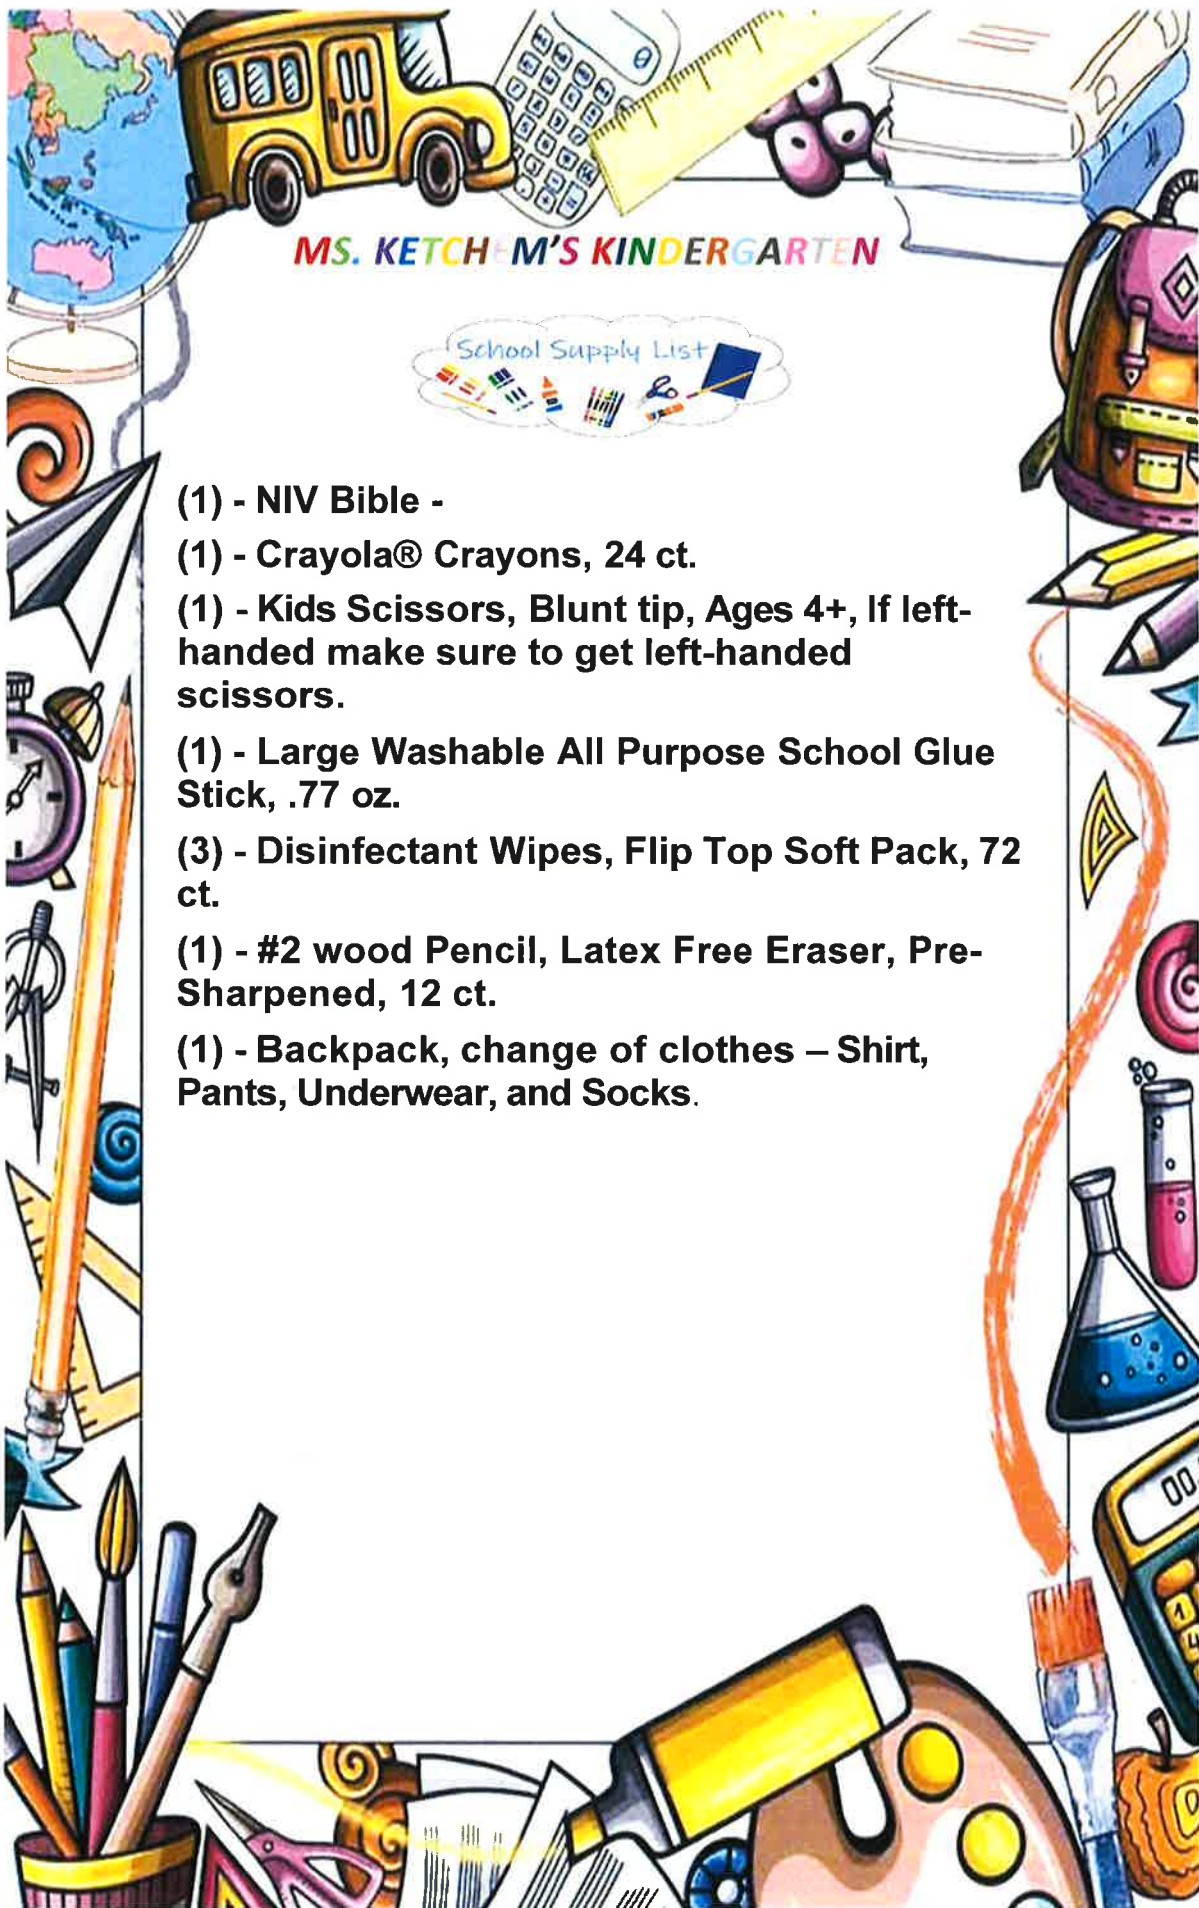 MS. KETCHEM'S KINDERGARTEN
School Supply List
(1) - NIV Bible -
(1) - Crayola® Crayons, 24 ct.
(1) - Kids Scissors, Blunt tip, Ages 4+, If left-
handed make sure to get left-handed
scissors.
(1) - Large Washable All Purpose School Glue
Stick, .77 oz.
(3) - Disinfectant Wipes, Flip Top Soft Pack, 72
ct.
(1) - #2 wood Pencil, Latex Free Eraser, Pre-
Sharpened, 12 ct.
(1) - Backpack, change of clothes – Shirt,
Pants, Underwear, and Socks.